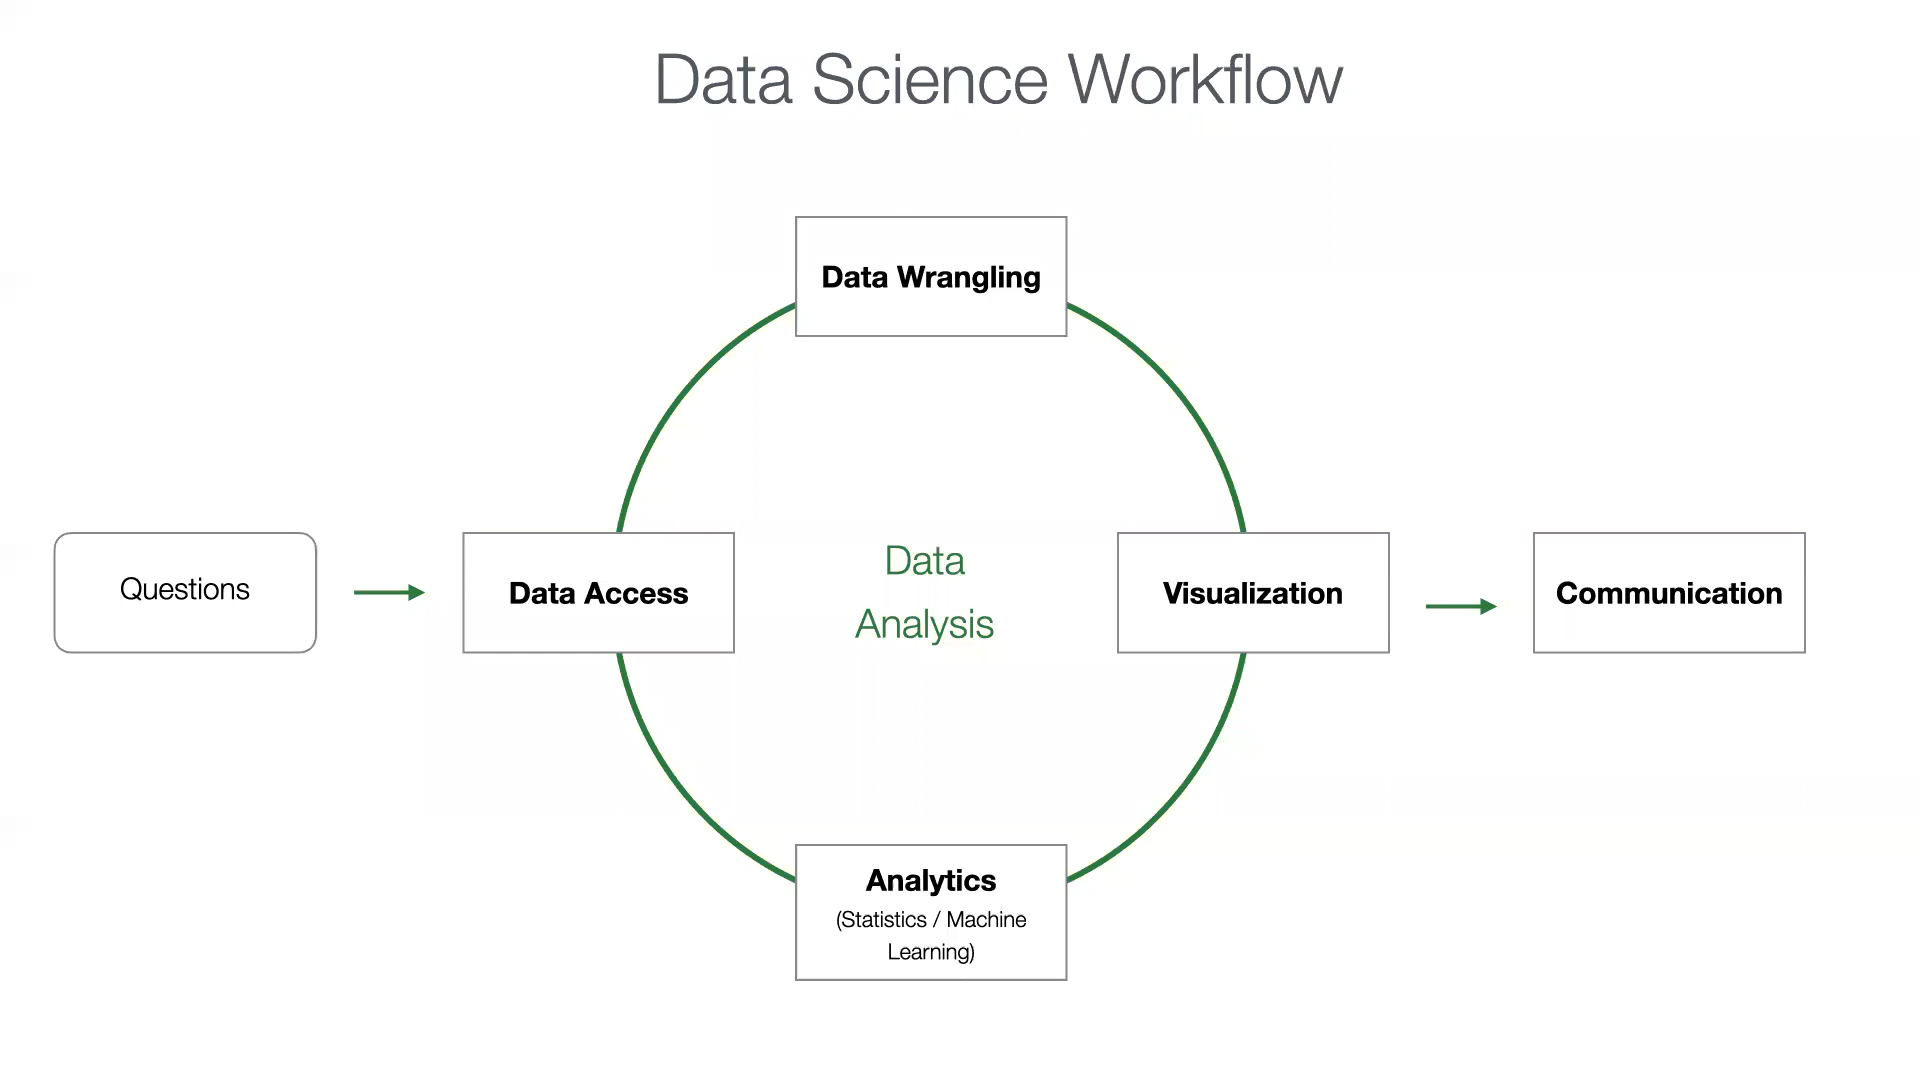 Data Science Workflow
Data Wrangling
Questions
Data Access
Data
Analysis
Visualization
Communication
Analytics
(Statistics / Machine
Learning)